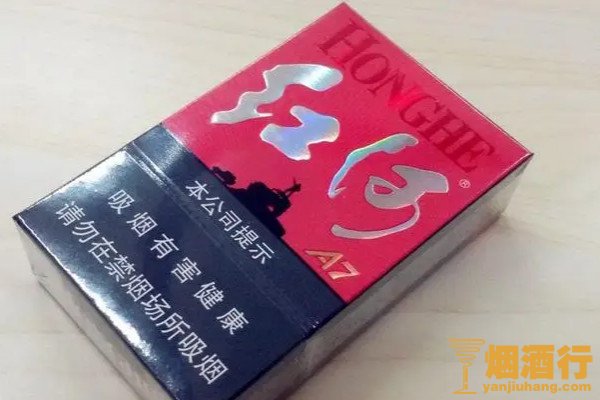 HONGHE
红河
®
A7
本公司提示
吸烟有害健康
请勿在禁烟场所吸烟
烟酒行
yanjiuhang.com